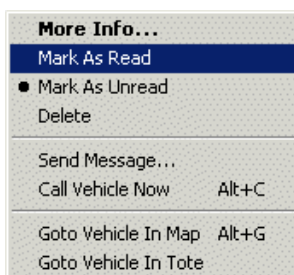 More Info...
Mark As Read
Mark As Unread
Delete
Send Message...
Call Vehicle Now Alt+C
Goto Vehicle In Map Alt+G
Goto Vehicle In Tote